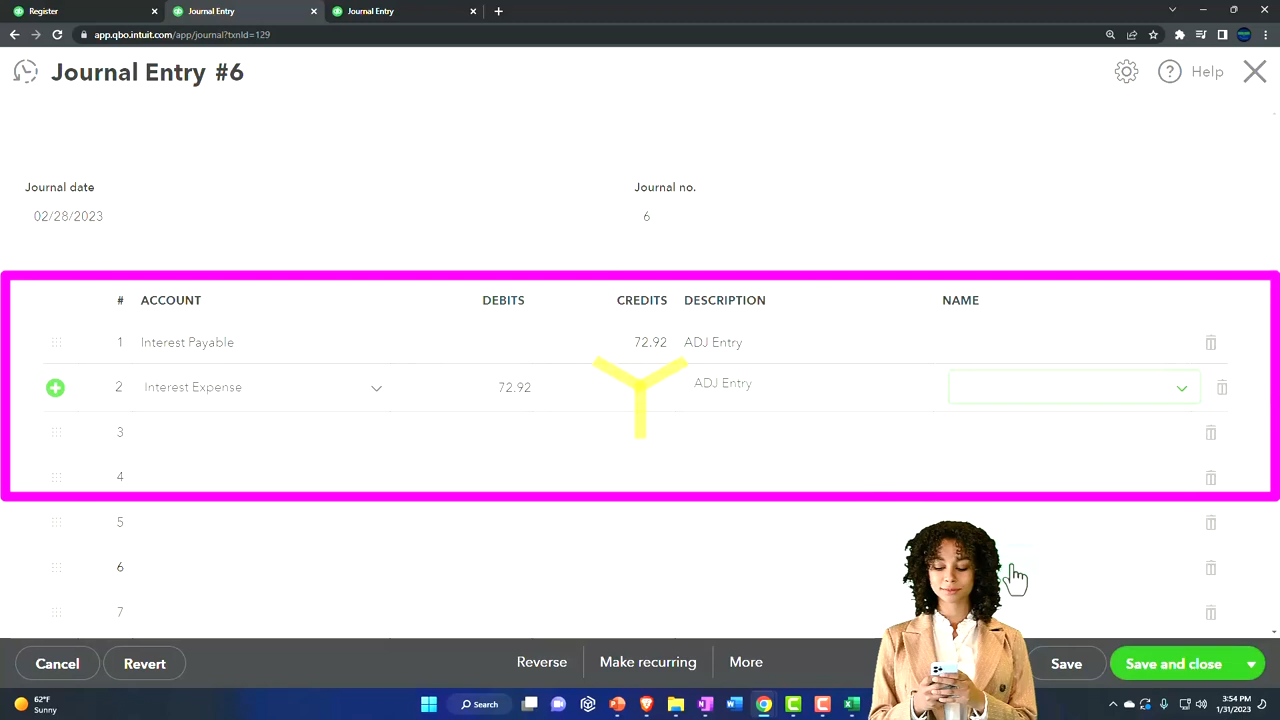 Register
Journal Entry
Journal Entry
app.qbo.intuit.com/app/journal?txnId=129
Journal Entry #6
Help
Journal date
Journal no.
02/28/2023
6
# ACCOUNT DEBITS CREDITS DESCRIPTION NAME
1 Interest Payable 72.92 ADJ Entry
2 Interest Expense 72.92 ADJ Entry
3
4
5
6
7
Cancel Revert Reverse Make recurring More Save Save and close
62°F
Sunny
Search
3:54 PM
1/31/2023